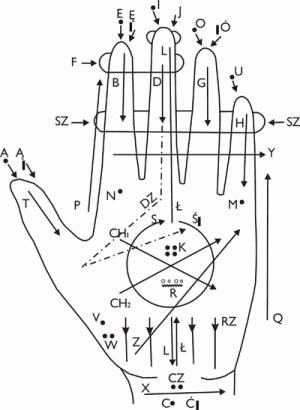 E Ę I J
L O Ó
F
B D G U
SZ H SZ
A Ą Y
T P N DZ Ł M
S Ś
CH1 K
CH2 R
V Q
W Z L Ł RZ
X CZ
C Ć